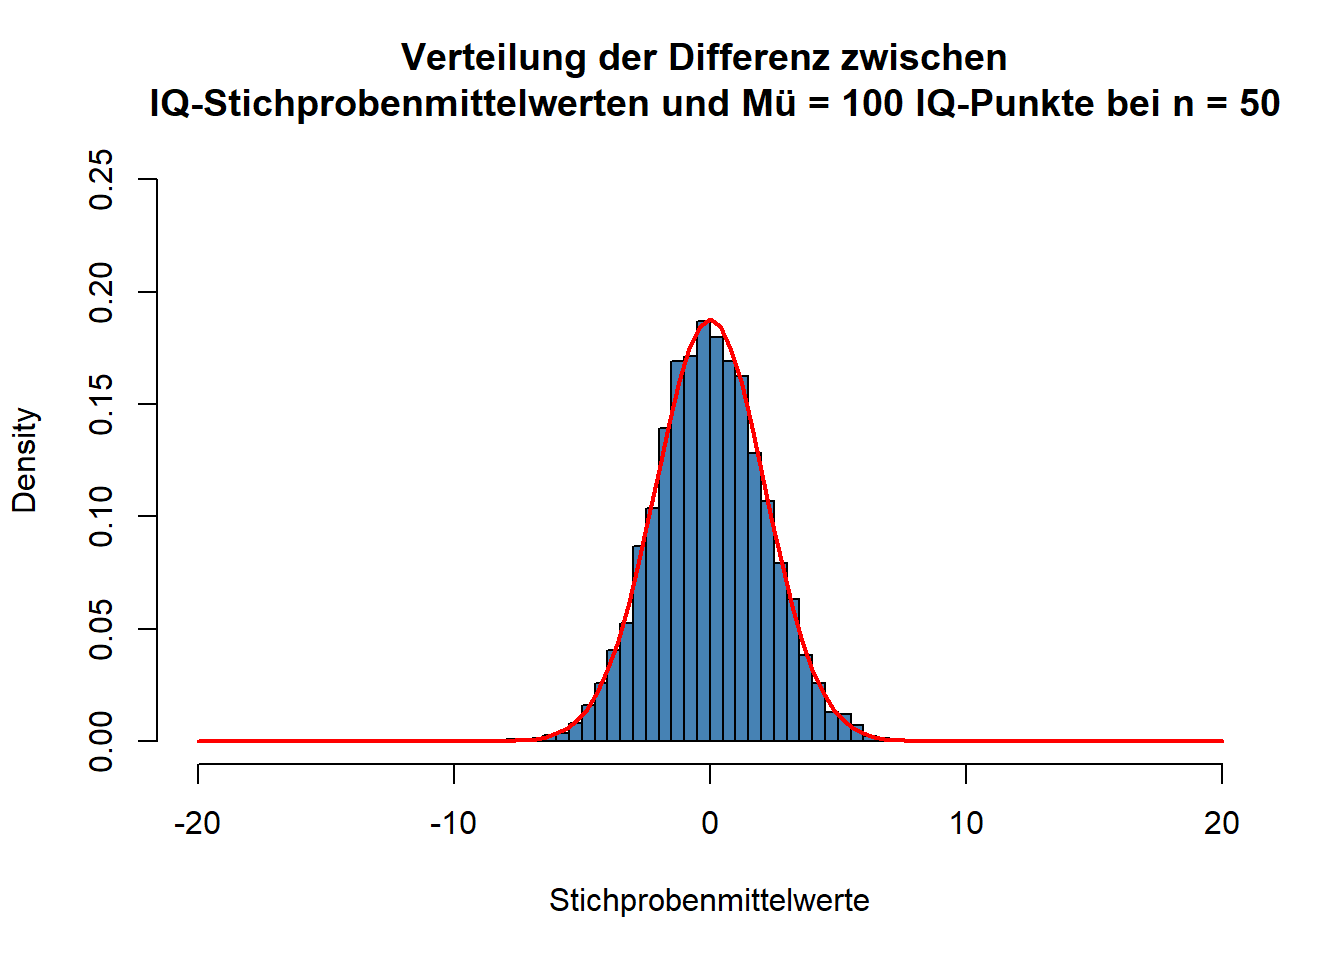 Verteilung der Differenz zwischen
IQ-Stichprobenmittelwerten und Mü = 100 IQ-Punkte bei n = 50
0.25
0.20
0.15
0.10
0.05
0.00
Density
-20 -10 0 10 20
Stichprobenmittelwerte